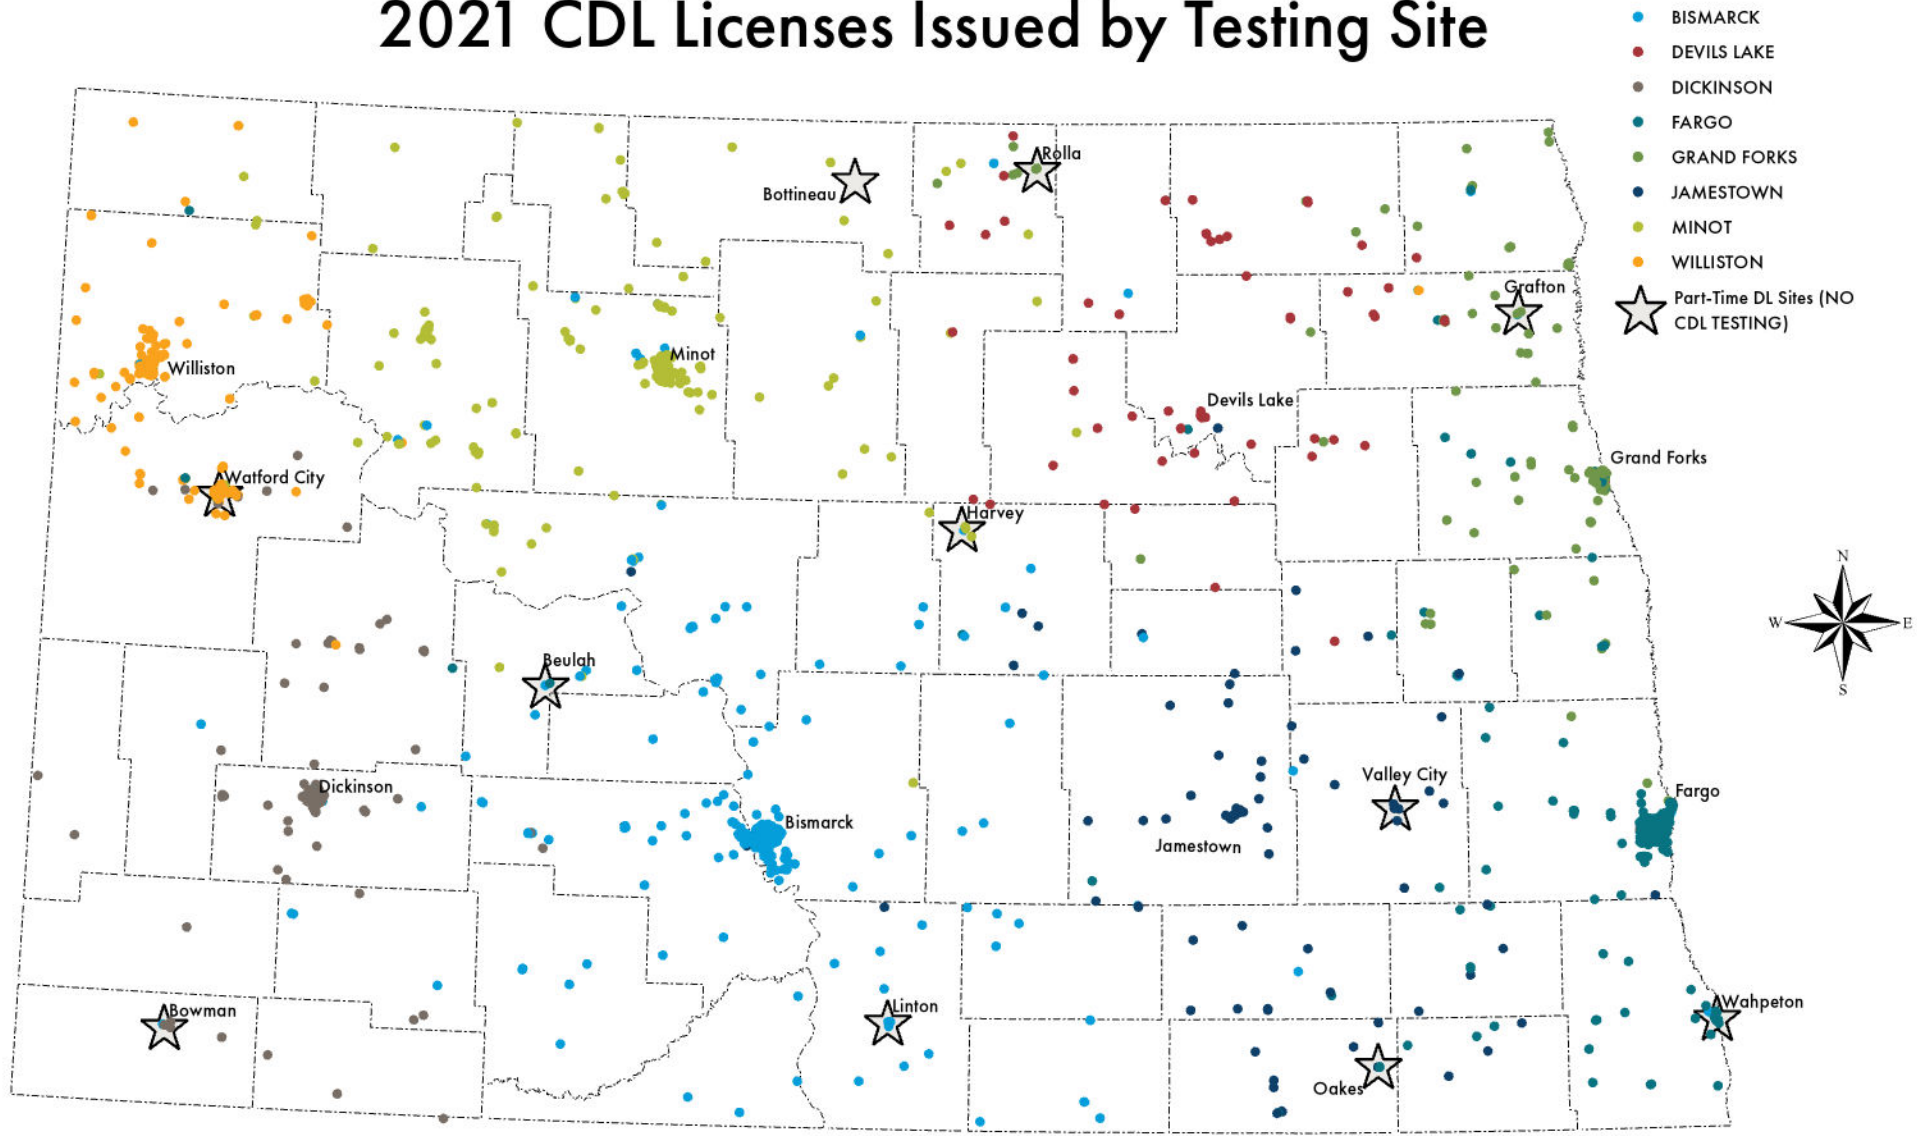 2021 CDL Licenses Issued by Testing Site
BISMARCK
DEVILS LAKE
DICKINSON
FARGO
GRAND FORKS
JAMESTOWN
MINOT
WILLISTON
Part-Time DL Sites (NO
CDL TESTING)
Rolla
Bottineau
Grafton
Minot
Williston
Devils Lake
Grand Forks
Watford City
Harvey
N
W
E
S
Beulah
Valley City
Dickinson
Fargo
Bismarck
Jamestown
Wahpeton
Linton
Bowman
Oakes